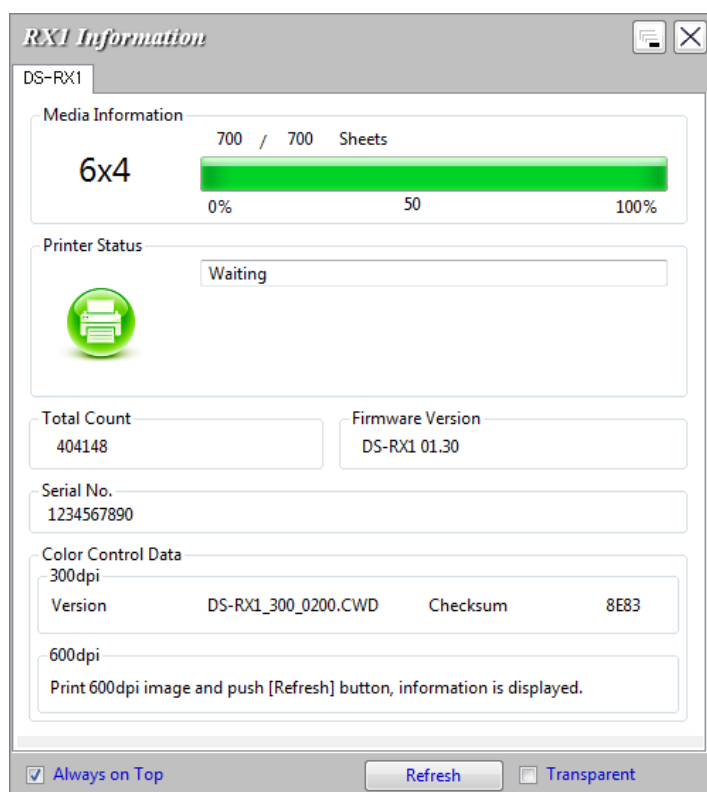 RX1 Information
DS-RX1
Media Information
700 / 700 Sheets
6x4
0% 50 100%
Printer Status
Waiting
Total Count
404148
Firmware Version
DS-RX1 01.30
Serial No.
1234567890
Color Control Data
300dpi
Version DS-RX1_300_0200.CWD Checksum 8E83
600dpi
Print 600dpi image and push [Refresh] button, information is displayed.
Always on Top Refresh Transparent